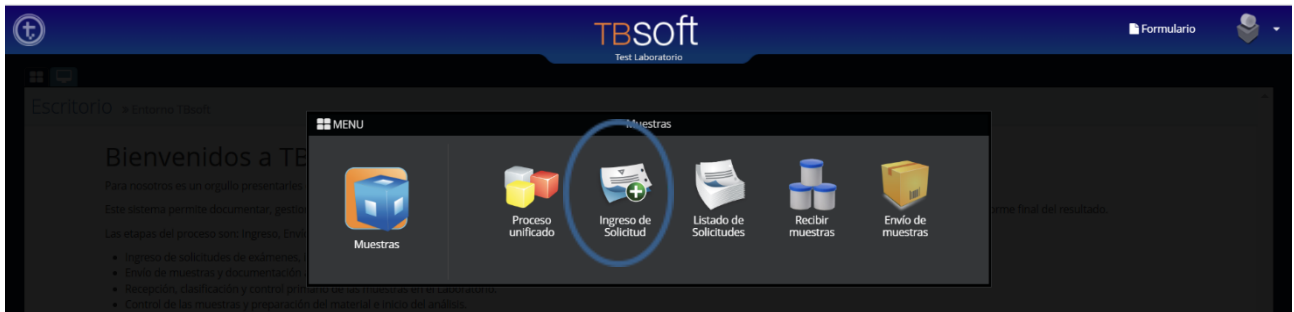 t.
TBsoft
Test Laboratorio
Formulario
Escritorio » Entorno TBsoft
MENU
Muestras
Bienvenidos a TB
Para nosotros es un orgullo presentarles
Este sistema permite documentar, gestio
orme final del resultado.
Las etapas del proceso son: Ingreso, Enví
Ingreso de solicitudes de exámenes, i
Envío de muestras y documentación
Recepción, clasificación y control primario de las muestras en el Laboratorio.
Control de las muestras y preparación del material e inicio del análisis.
Muestras
Proceso
unificado
Ingreso de
Solicitud
Listado de
Solicitudes
Recibir
muestras
Envío de
muestras